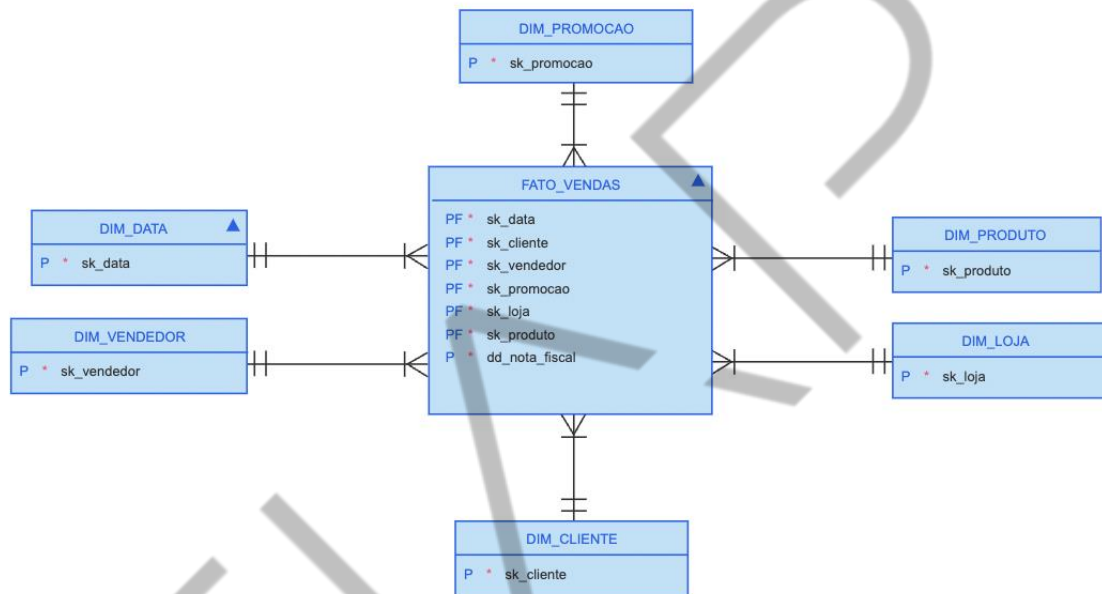 DIM_PROMOCAO
P * sk_promocao
FATO_VENDAS
PF * sk_data
PF * sk_cliente
PF * sk_vendedor
PF * sk_promocao
PF * sk_loja
PF * sk_produto
P * dd_nota_fiscal
DIM_DATA
P * sk_data
DIM_VENDEDOR
P * sk_vendedor
DIM_PRODUTO
P * sk_produto
DIM_LOJA
P * sk_loja
DIM_CLIENTE
P * sk_cliente